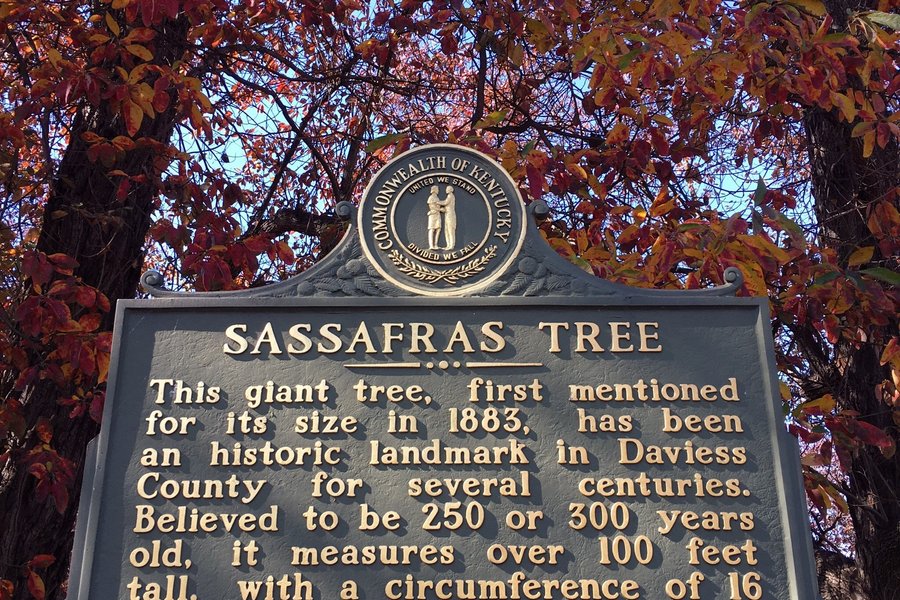 COMMONWEALTH OF KENTUCKY
UNITED WE STAND
DIVIDED WE FALL
SASSAFRAS TREE
This giant tree, first mentioned
for its size in 1883, has been
an historic landmark in Daviess
County for several centuries.
Believed to be 250 or 300 years
old, it measures over 100 feet
tall, with a circumference of 16